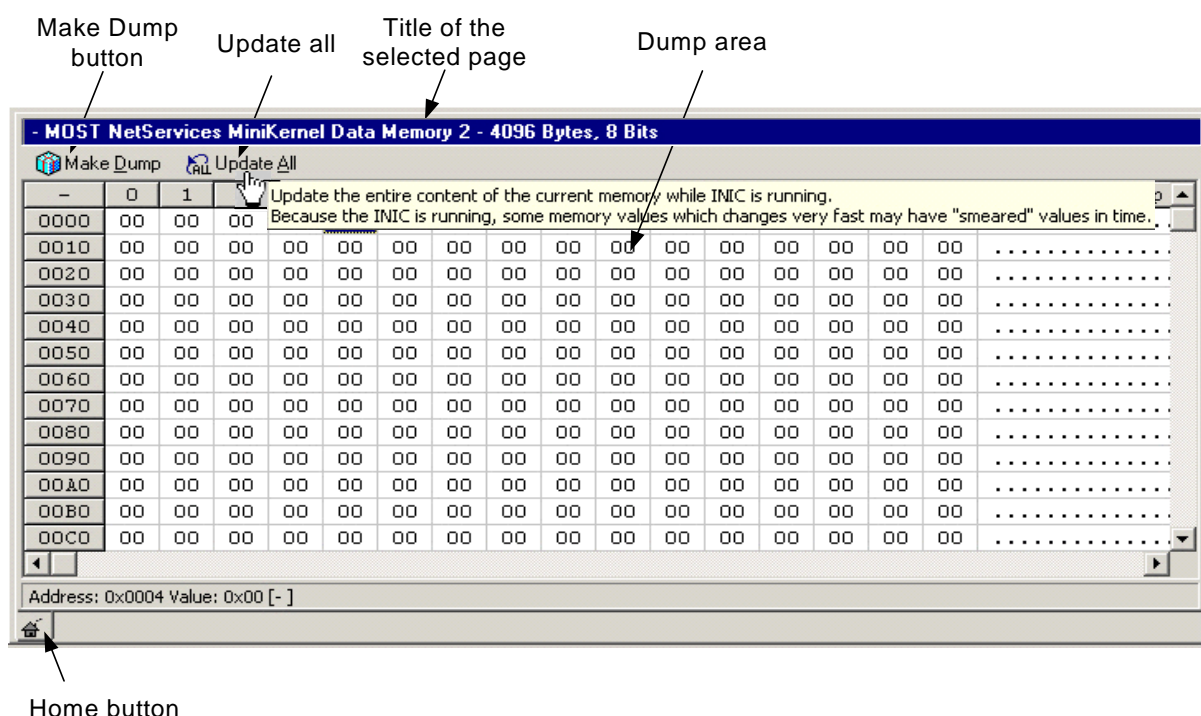 Make Dump
button
Update all
Title of the
selected page
Dump area
- MOST NetServices MiniKernel Data Memory 2 - 4096 Bytes, 8 Bits
Make Dump ALL Update All
– 0 1
Update the entire content of the current memory while INIC is running.
Because the INIC is running, some memory values which changes very fast may have "smeared" values in time.
0000 00 00 00
0010 00 00 00 00 00 00 00 00 00 00 00 00 00 00 00 00 ..............
0020 00 00 00 00 00 00 00 00 00 00 00 00 00 00 00 00 ..............
0030 00 00 00 00 00 00 00 00 00 00 00 00 00 00 00 00 ..............
0040 00 00 00 00 00 00 00 00 00 00 00 00 00 00 00 00 ..............
0050 00 00 00 00 00 00 00 00 00 00 00 00 00 00 00 00 ..............
0060 00 00 00 00 00 00 00 00 00 00 00 00 00 00 00 00 ..............
0070 00 00 00 00 00 00 00 00 00 00 00 00 00 00 00 00 ..............
0080 00 00 00 00 00 00 00 00 00 00 00 00 00 00 00 00 ..............
0090 00 00 00 00 00 00 00 00 00 00 00 00 00 00 00 00 ..............
00A0 00 00 00 00 00 00 00 00 00 00 00 00 00 00 00 00 ..............
00B0 00 00 00 00 00 00 00 00 00 00 00 00 00 00 00 00 ..............
00C0 00 00 00 00 00 00 00 00 00 00 00 00 00 00 00 00 ..............
Address: 0x0004 Value: 0x00 [- ]
Home button